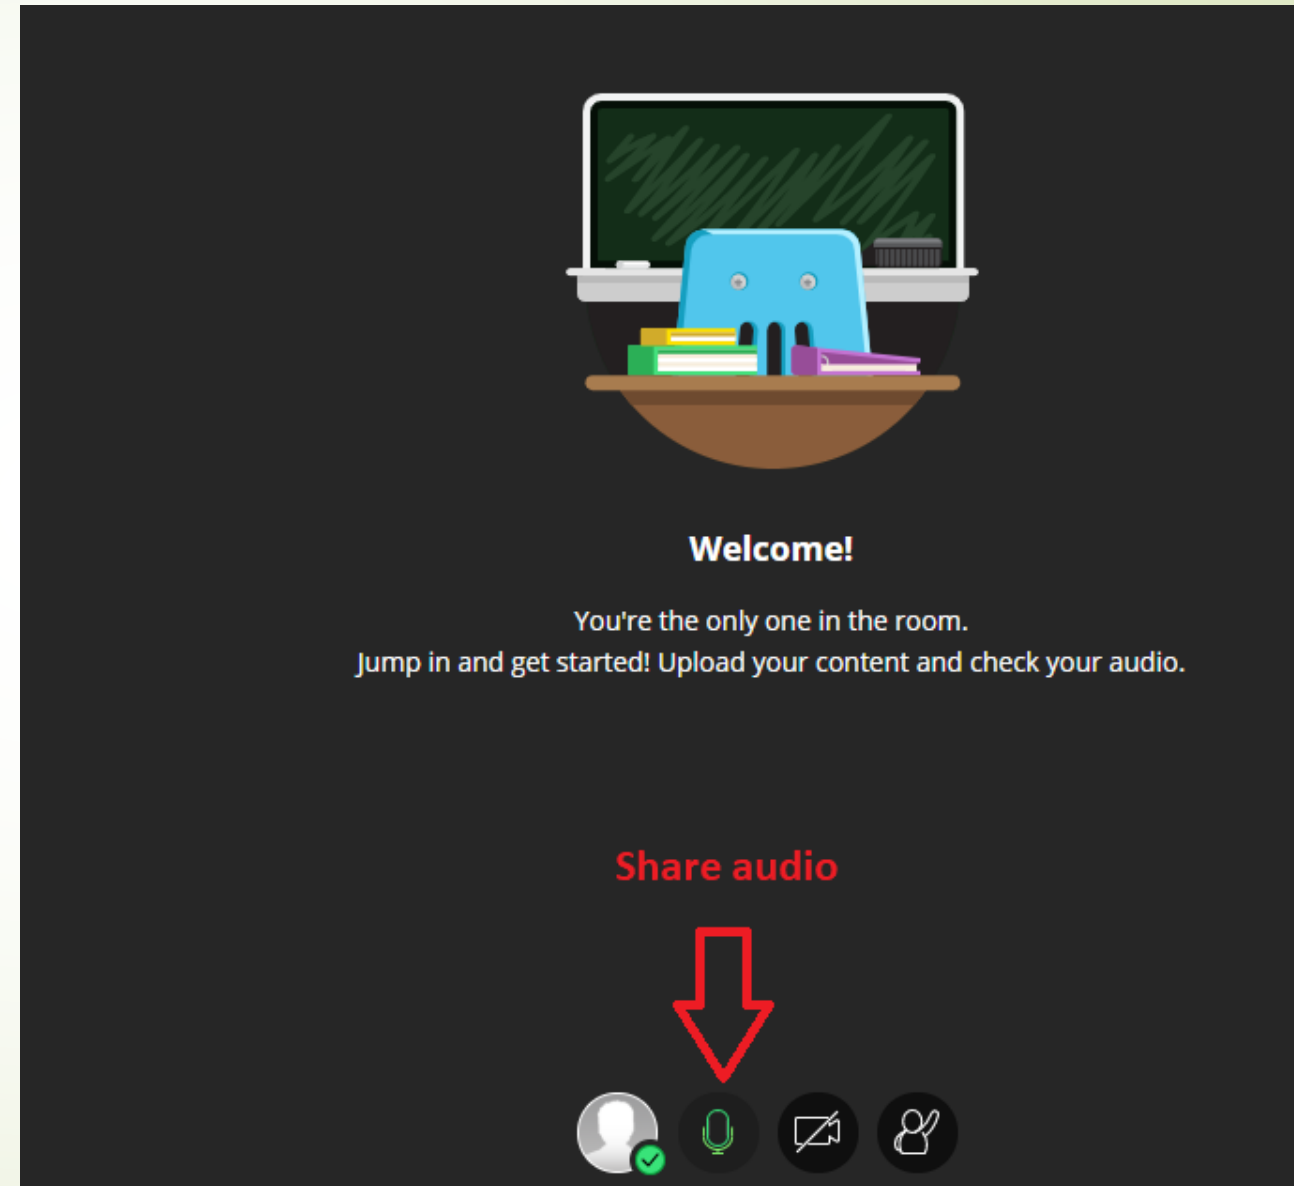 Welcome!
You're the only one in the room.
Jump in and get started! Upload your content and check your audio.
Share audio